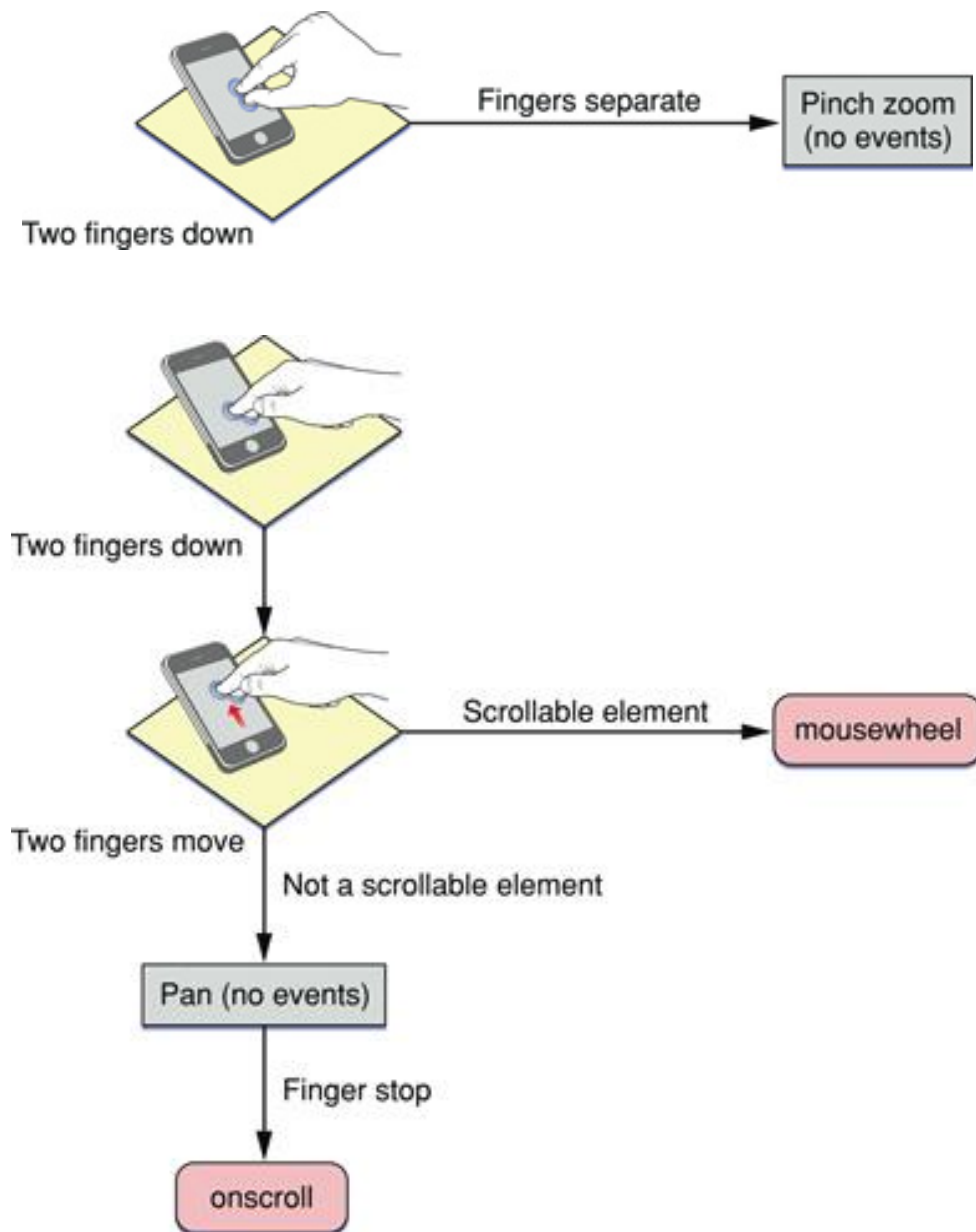 Fingers separate
Pinch zoom
(no events)
Two fingers down
Two fingers down
Scrollable element
mousewheel
Two fingers move
Not a scrollable element
Pan (no events)
Finger stop
onscroll